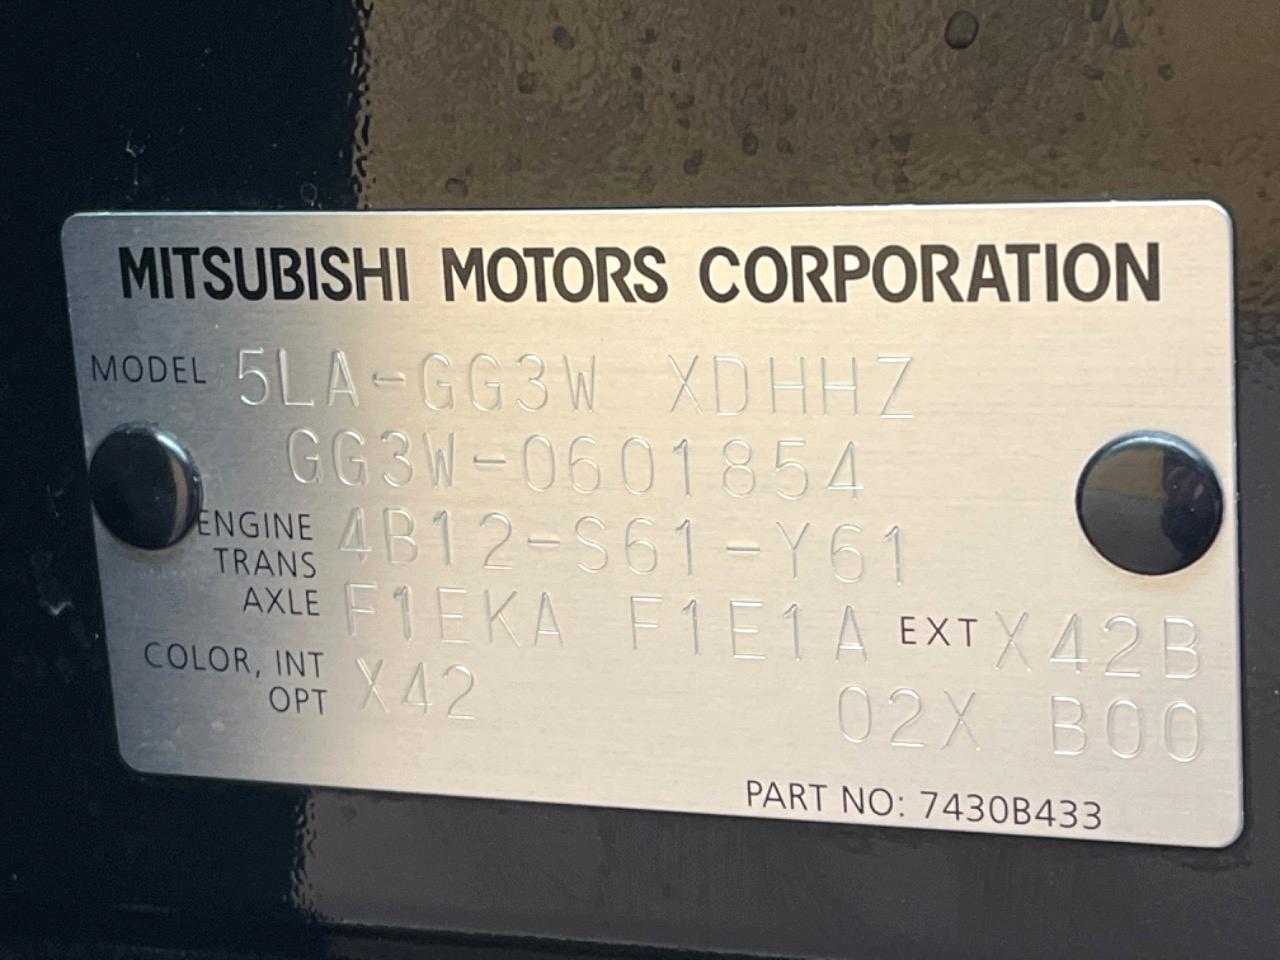 MITSUBISHI MOTORS CORPORATION
MODEL 5LA-GG3W XDHHZ
GG3W-0601854
ENGINE 4B12-S61-Y61
TRANS
AXLE F1EKA F1E1A EXT X42B
COLOR, INT X42
OPT 02X B00
PART NO: 7430B433